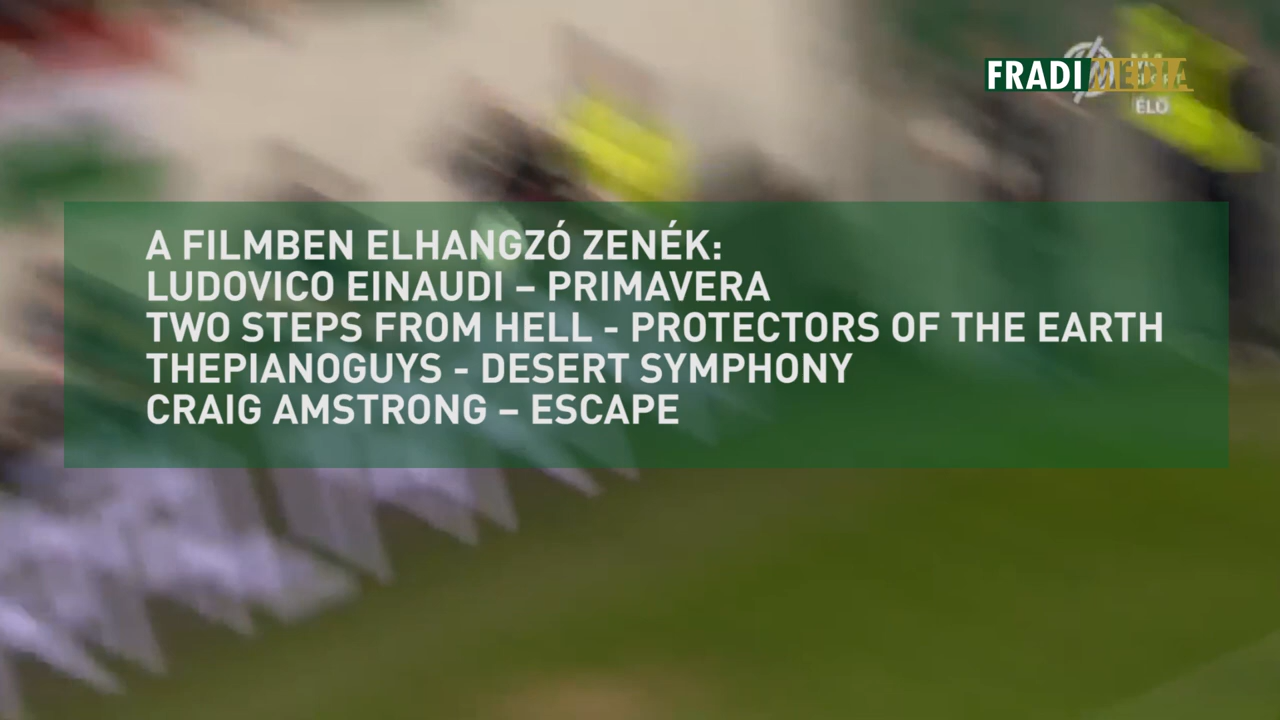 FRADIMEDIA
ÉLŐ
A FILMBEN ELHANGZÓ ZENÉK:
LUDOVICO EINAUDI – PRIMAVERA
TWO STEPS FROM HELL - PROTECTORS OF THE EARTH
THEPIANOGUYS - DESERT SYMPHONY
CRAIG AMSTRONG – ESCAPE